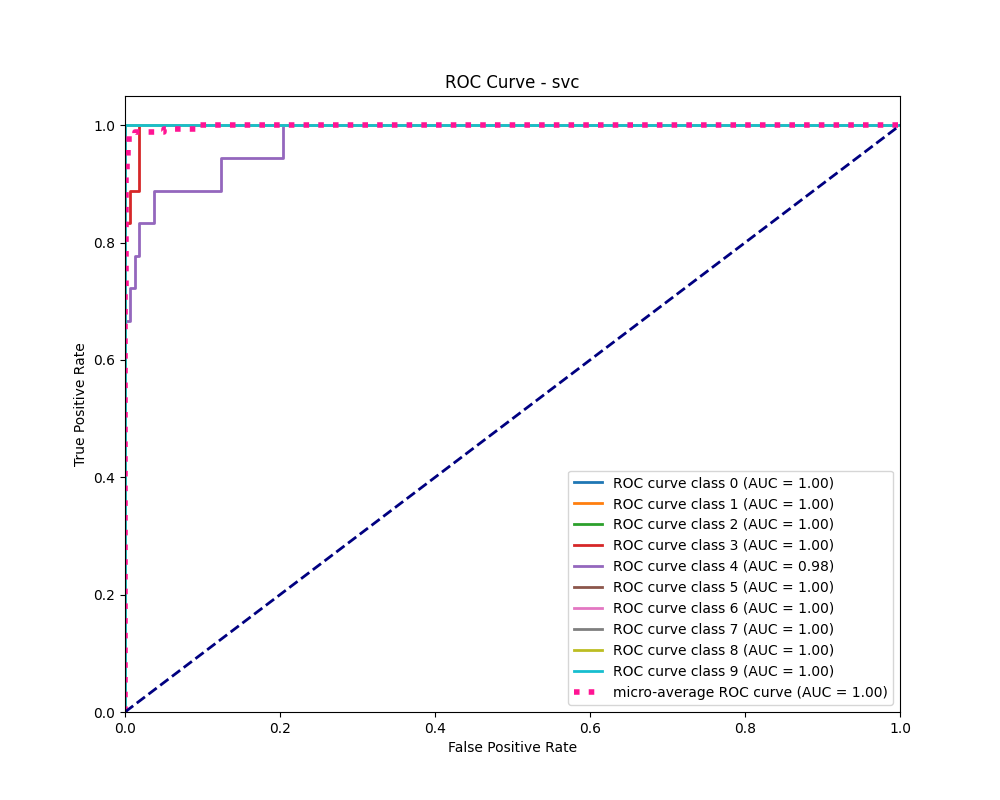 ROC Curve - svc
True Positive Rate
1.0
0.8
0.6
0.4
0.2
0.0
ROC curve class 0 (AUC = 1.00)
ROC curve class 1 (AUC = 1.00)
ROC curve class 2 (AUC = 1.00)
ROC curve class 3 (AUC = 1.00)
ROC curve class 4 (AUC = 0.98)
ROC curve class 5 (AUC = 1.00)
ROC curve class 6 (AUC = 1.00)
ROC curve class 7 (AUC = 1.00)
ROC curve class 8 (AUC = 1.00)
ROC curve class 9 (AUC = 1.00)
micro-average ROC curve (AUC = 1.00)
0.0 0.2 0.4 0.6 0.8 1.0
False Positive Rate